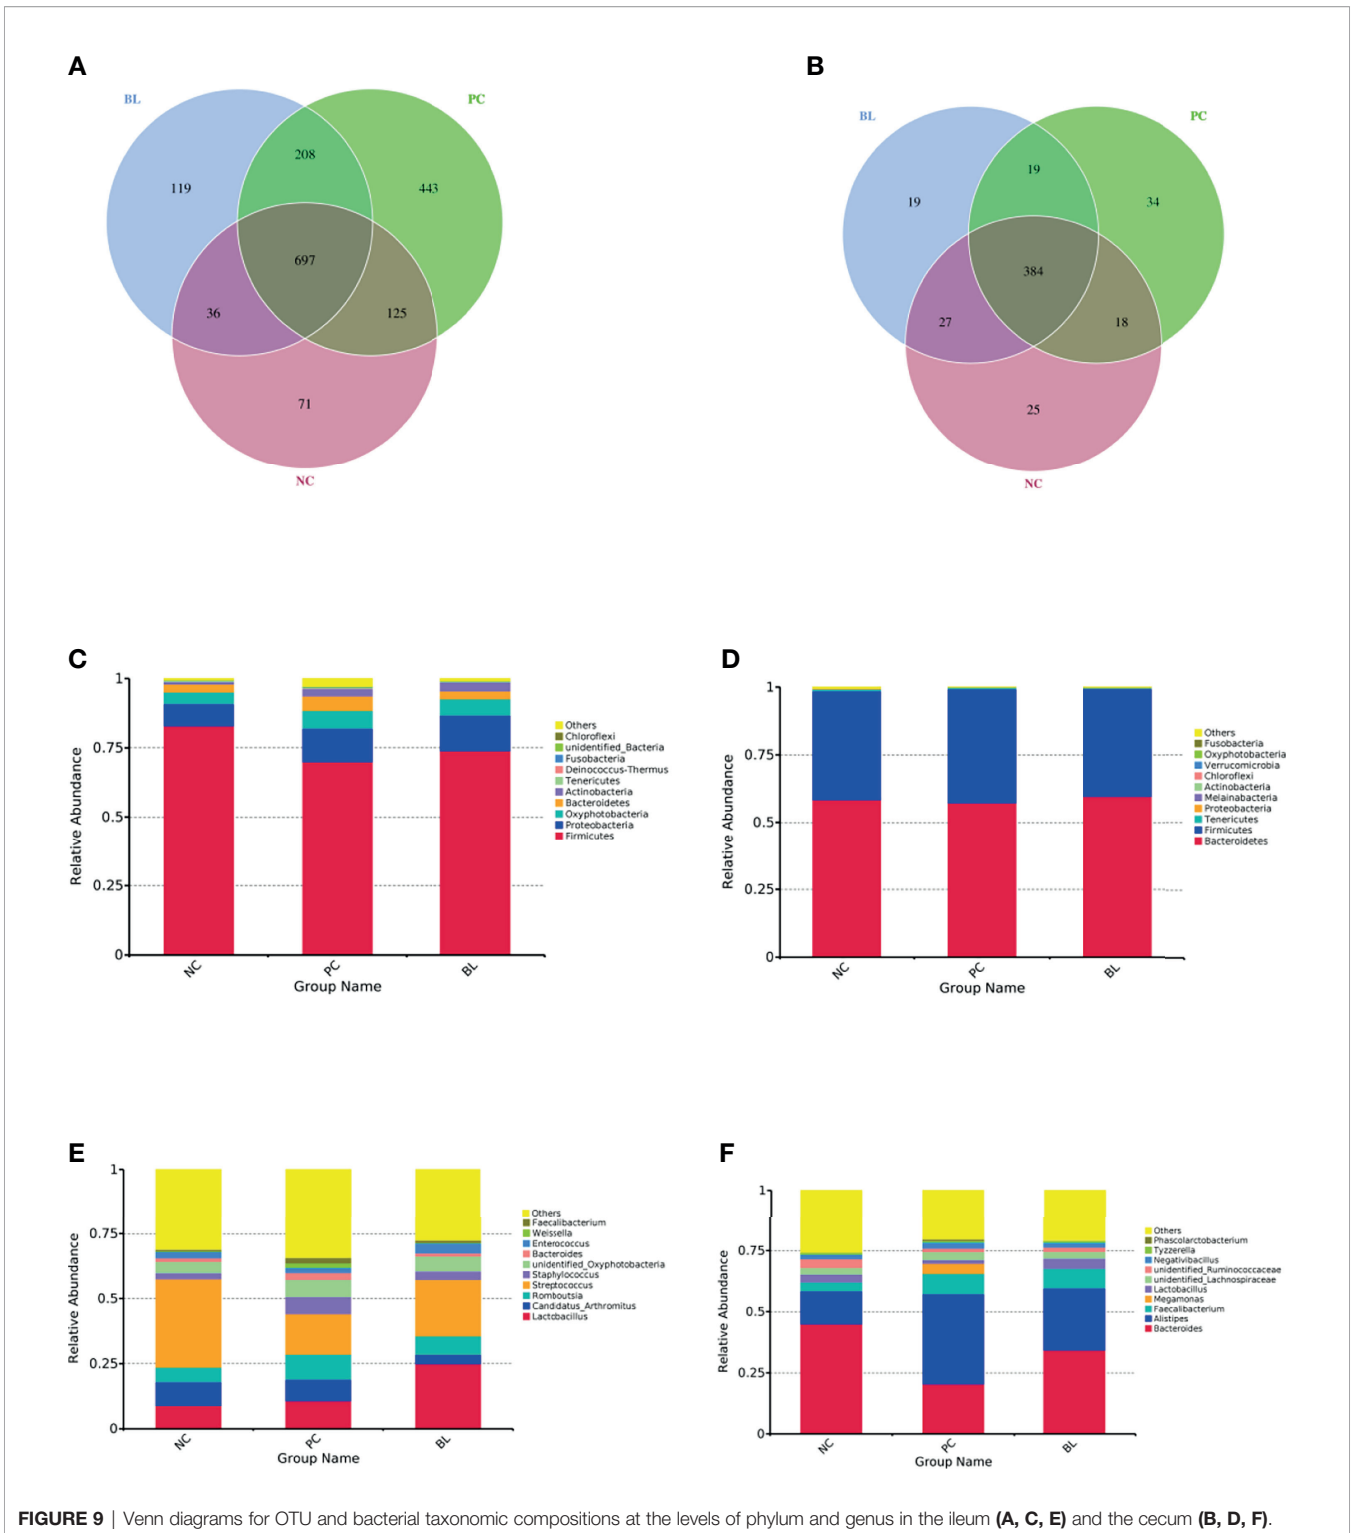 A
B
BL
PC
208
119
443
697
36
125
71
NC
BL
PC
19
19
34
384
27
18
25
NC
C
1
0.75
0.5
0.25
0
Relative Abundance
NC
PC
BL
Group Name
Others
Chloroflexi
unidentified_Bacteria
Fusobacteria
Deinococcus-Thermus
Tenericutes
Actinobacteria
Bacteroidetes
Oxyphotobacteria
Proteobacteria
Firmicutes
D
1
0.75
0.5
0.25
0
Relative Abundance
NC
PC
BL
Group Name
Others
Fusobacteria
Oxyphotobacteria
Verrucomicrobia
Chloroflexi
Actinobacteria
Melainabacteria
Proteobacteria
Tenericutes
Firmicutes
Bacteroidetes
E
1
0.75
0.5
0.25
0
Relative Abundance
NC
PC
BL
Group Name
Others
Faecalibacterium
Weissella
Enterococcus
Bacteroides
unidentified_Oxyphotobacteria
Staphylococcus
Streptococcus
Romboutsia
Candidatus_Arthromitus
Lactobacillus
F
1
0.75
0.5
0.25
0
Relative Abundance
NC
PC
BL
Group Name
Others
Phascolarctobacterium
Tyzzerella
Negativibacillus
unidentified_Ruminococcaceae
unidentified_Lachnospiraceae
Lactobacillus
Megamonas
Faecalibacterium
Alistipes
Bacteroides
FIGURE 9 | Venn diagrams for OTU and bacterial taxonomic compositions at the levels of phylum and genus in the ileum (A, C, E) and the cecum (B, D, F).